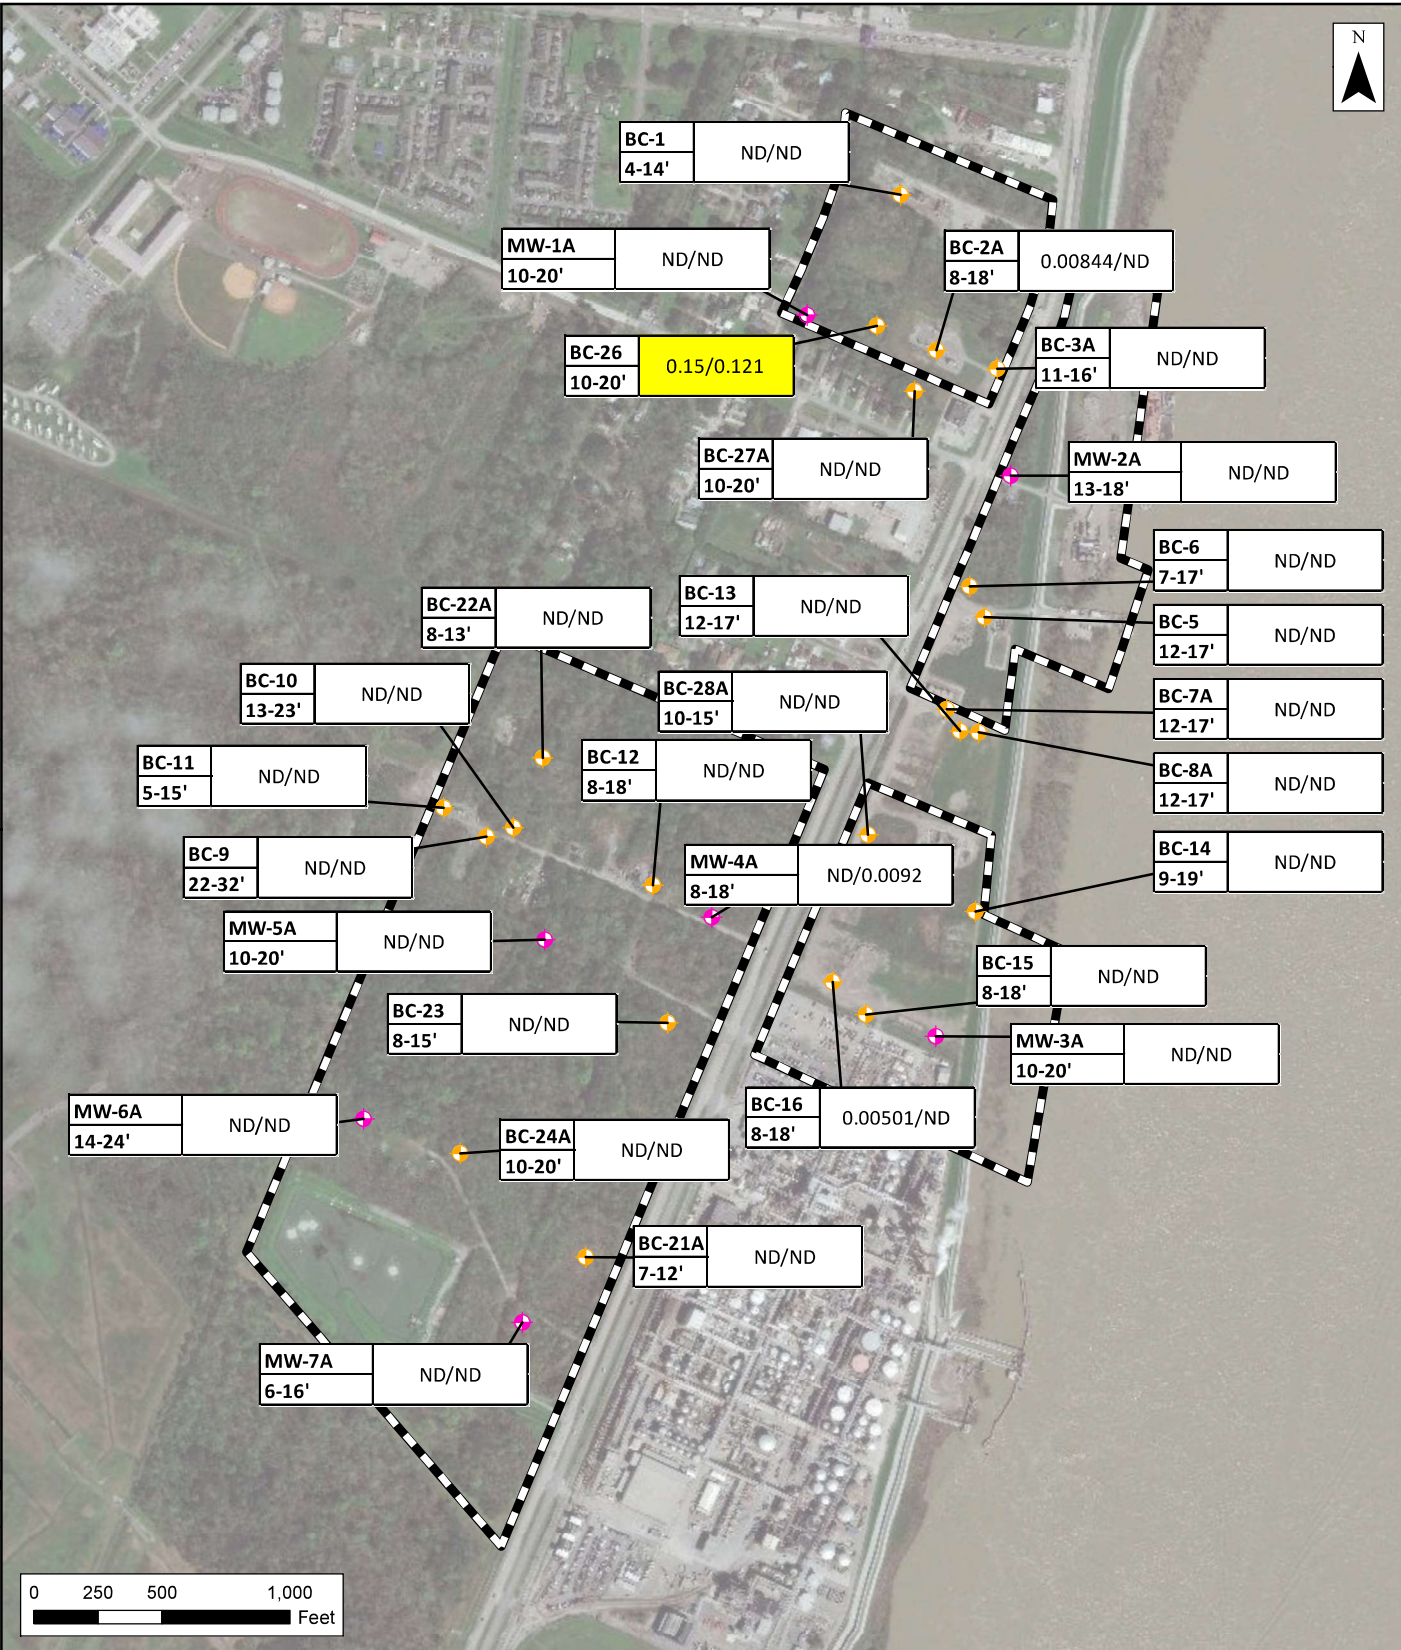 N
BC-1
4-14'
ND/ND
MW-1A
10-20'
ND/ND
BC-2A
8-18'
0.00844/ND
BC-26
10-20'
0.15/0.121
BC-3A
11-16'
ND/ND
BC-27A
10-20'
ND/ND
MW-2A
13-18'
ND/ND
BC-6
7-17'
ND/ND
BC-13
12-17'
ND/ND
BC-22A
8-13'
ND/ND
BC-5
12-17'
ND/ND
BC-10
13-23'
ND/ND
BC-28A
10-15'
ND/ND
BC-7A
12-17'
ND/ND
BC-11
5-15'
ND/ND
BC-12
8-18'
ND/ND
BC-8A
12-17'
ND/ND
BC-9
22-32'
ND/ND
MW-4A
8-18'
ND/0.0092
BC-14
9-19'
ND/ND
MW-5A
10-20'
ND/ND
BC-15
8-18'
ND/ND
BC-23
8-15'
ND/ND
MW-3A
10-20'
ND/ND
MW-6A
14-24'
ND/ND
BC-16
8-18'
0.00501/ND
BC-24A
10-20'
ND/ND
BC-21A
7-12'
ND/ND
MW-7A
6-16'
ND/ND
0 250 500 1,000
Feet